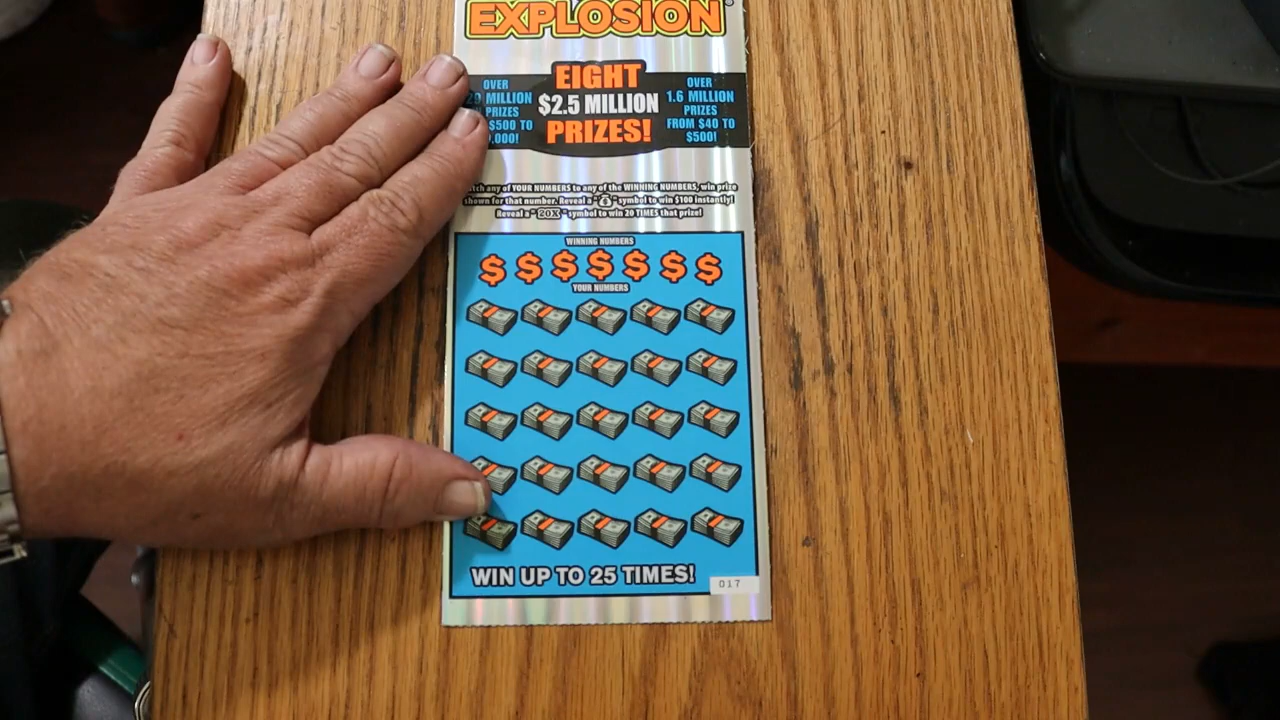 EXPLOSION®
OVER
MILLION
PRIZES
$500 TO
,000!
EIGHT
$2.5 MILLION
PRIZES!
OVER
1.6 MILLION
PRIZES
FROM $40 TO
$500!
any of YOUR NUMBERS to any of the WINNING NUMBERS, win prize
shown for that number. Reveal a " " symbol to win $100 instantly!
Reveal a "20X" symbol to win 20 TIMES that prize!
WINNING NUMBERS
$ $ $ $ $ $ $
YOUR NUMBERS
WIN UP TO 25 TIMES!
017